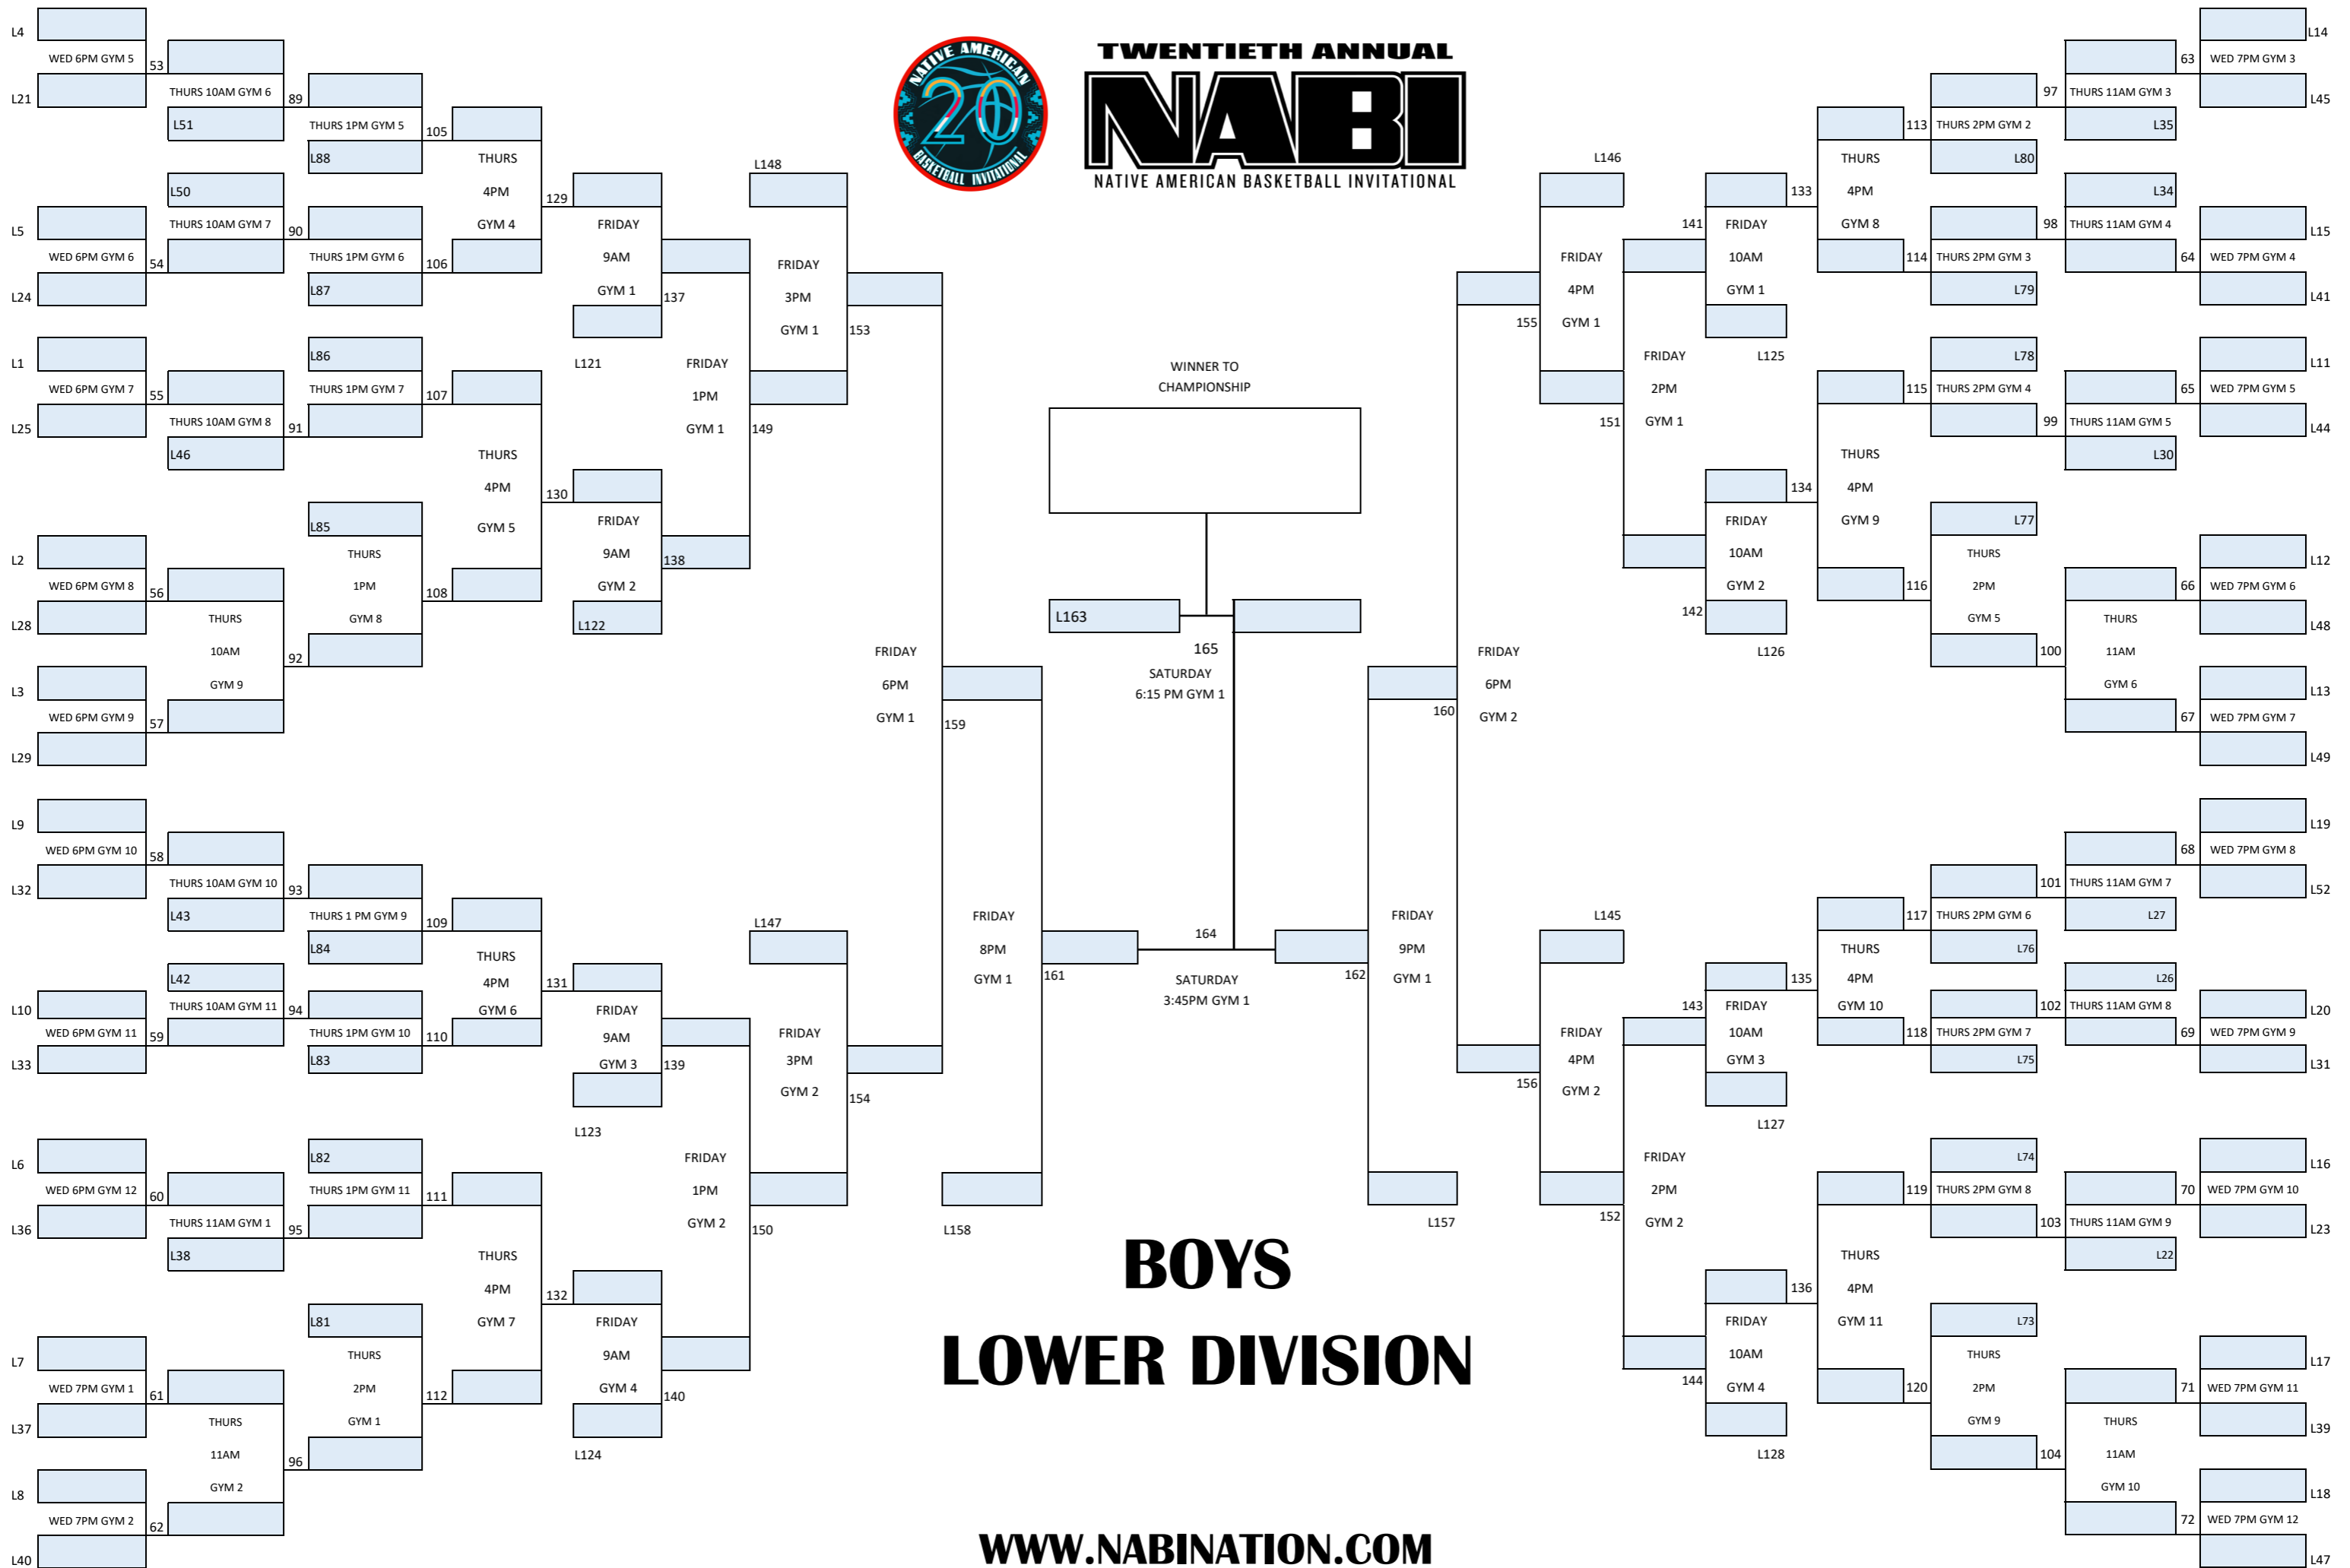 NATIVE AMERICAN
20
BASKETBALL INVITATIONAL
TWENTIETH ANNUAL
NABI
NATIVE AMERICAN BASKETBALL INVITATIONAL
L4
WED 6PM GYM 5
53
L21
THURS 10AM GYM 6
89
L51
THURS 1PM GYM 5
105
L88
L50
L5
THURS 10AM GYM 7
90
WED 6PM GYM 6
54
THURS 1PM GYM 6
106
L24
L87
THURS
4PM
GYM 4
129
L1
L86
WED 6PM GYM 7
55
THURS 1PM GYM 7
107
L25
THURS 10AM GYM 8
91
L46
L2
L85
WED 6PM GYM 8
56
THURS
1PM
GYM 8
108
L28
THURS
10AM
GYM 9
92
L3
WED 6PM GYM 9
57
L29
THURS
4PM
GYM 5
130
FRIDAY
9AM
GYM 1
137
L121
FRIDAY
9AM
GYM 2
138
L122
FRIDAY
1PM
GYM 1
149
L148
FRIDAY
3PM
GYM 1
153
L9
WED 6PM GYM 10
58
L32
THURS 10AM GYM 10
93
L43
THURS 1 PM GYM 9
109
L84
L42
L10
THURS 10AM GYM 11
94
WED 6PM GYM 11
59
THURS 1PM GYM 10
110
L33
L83
THURS
4PM
GYM 6
131
L6
L82
WED 6PM GYM 12
60
THURS 1PM GYM 11
111
L36
THURS 11AM GYM 1
95
L38
L7
L81
WED 7PM GYM 1
61
THURS
2PM
GYM 1
112
L37
THURS
11AM
GYM 2
96
L8
WED 7PM GYM 2
62
L40
THURS
4PM
GYM 7
132
FRIDAY
9AM
GYM 3
139
L123
FRIDAY
9AM
GYM 4
140
L124
FRIDAY
1PM
GYM 2
150
L147
FRIDAY
3PM
GYM 2
154
FRIDAY
6PM
GYM 1
159
FRIDAY
8PM
GYM 1
161
L158
WINNER TO
CHAMPIONSHIP
L163
165
SATURDAY
6:15 PM GYM 1
164
SATURDAY
3:45PM GYM 1
FRIDAY
9PM
GYM 1
162
L157
FRIDAY
6PM
GYM 2
160
L146
FRIDAY
4PM
GYM 1
155
FRIDAY
2PM
GYM 1
151
141
FRIDAY
10AM
GYM 1
L125
FRIDAY
10AM
GYM 2
142
L126
133
THURS
4PM
GYM 8
134
THURS
4PM
GYM 9
L14
63
WED 7PM GYM 3
L45
97
THURS 11AM GYM 3
L35
113
THURS 2PM GYM 2
L80
L34
98
THURS 11AM GYM 4
L15
64
WED 7PM GYM 4
L41
114
THURS 2PM GYM 3
L79
L78
L11
115
THURS 2PM GYM 4
65
WED 7PM GYM 5
L44
99
THURS 11AM GYM 5
L30
L77
L12
116
THURS
2PM
GYM 5
66
WED 7PM GYM 6
L48
100
THURS
11AM
GYM 6
L13
67
WED 7PM GYM 7
L49
L145
FRIDAY
4PM
GYM 2
156
FRIDAY
2PM
GYM 2
152
143
FRIDAY
10AM
GYM 3
L127
FRIDAY
10AM
GYM 4
144
L128
135
THURS
4PM
GYM 10
136
THURS
4PM
GYM 11
L19
68
WED 7PM GYM 8
L52
101
THURS 11AM GYM 7
L27
117
THURS 2PM GYM 6
L76
L26
102
THURS 11AM GYM 8
L20
69
WED 7PM GYM 9
L31
118
THURS 2PM GYM 7
L75
L74
L16
119
THURS 2PM GYM 8
70
WED 7PM GYM 10
L23
103
THURS 11AM GYM 9
L22
L73
L17
120
THURS
2PM
GYM 9
71
WED 7PM GYM 11
L39
104
THURS
11AM
GYM 10
L18
72
WED 7PM GYM 12
L47
BOYS
LOWER DIVISION
WWW.NABINATION.COM